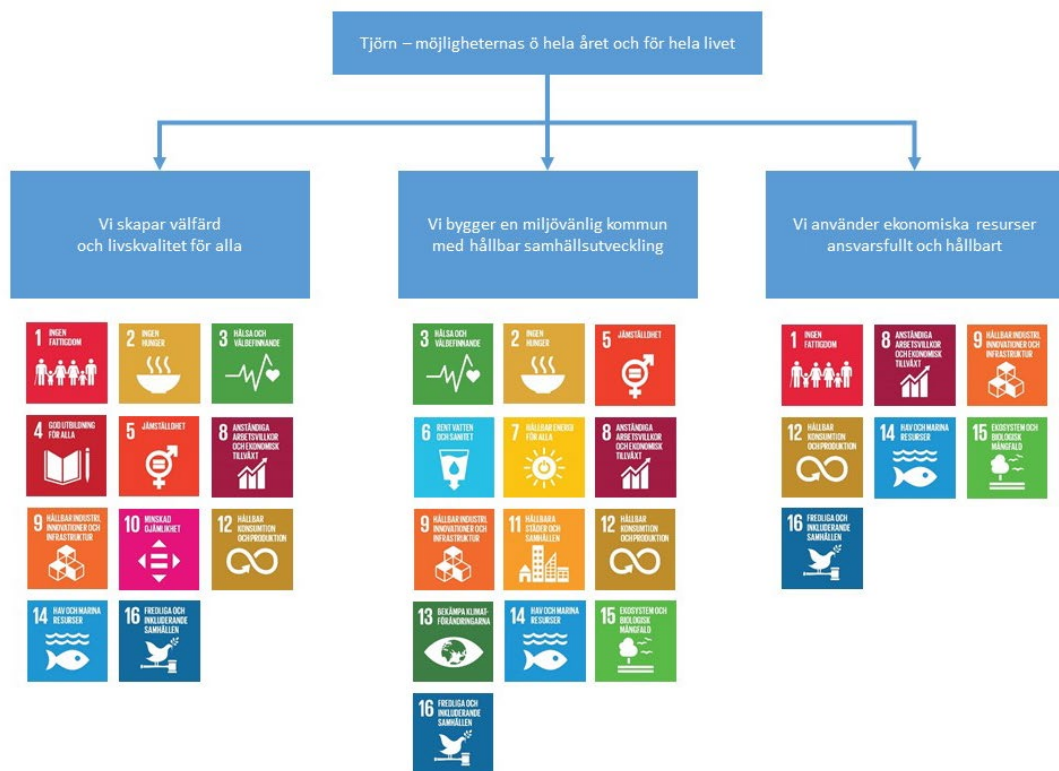 Tjörn – möjligheternas ö hela året och för hela livet
Vi skapar välfärd
och livskvalitet för alla
Vi bygger en miljövänlig kommun
med hållbar samhällsutveckling
Vi använder ekonomiska resurser
ansvarsfullt och hållbart
1 INGEN
FATTIGDOM
2 INGEN
HUNGER
3 HÄLSA OCH
VÄLBEFINNANDE
4 GOD UTBILDNING
FÖR ALLA
5 JÄMSTÄLLDHET
8 ANSTÄNDIGA
ARBETSVILLKOR
OCH EKONOMISK
TILLVÄXT
9 HÅLLBAR INDUSTRI,
INNOVATIONER OCH
INFRASTRUKTUR
10 MINSKAD
OJÄMLIKHET
12 HÅLLBAR
KONSUMTION
OCH PRODUKTION
14 HAV OCH MARINA
RESURSER
16 FREDLIGA OCH
INKLUDERANDE
SAMHÄLLEN
3 HÄLSA OCH
VÄLBEFINNANDE
2 INGEN
HUNGER
5 JÄMSTÄLLDHET
6 RENT VATTEN
OCH SANITET
7 HÅLLBAR ENERGI
FÖR ALLA
8 ANSTÄNDIGA
ARBETSVILLKOR
OCH EKONOMISK
TILLVÄXT
9 HÅLLBAR INDUSTRI,
INNOVATIONER OCH
INFRASTRUKTUR
11 HÅLLBARA
STÄDER OCH
SAMHÄLLEN
12 HÅLLBAR
KONSUMTION
OCH PRODUKTION
13 BEKÄMPA KLIMAT-
FÖRÄNDRINGARNA
14 HAV OCH MARINA
RESURSER
15 EKOSYSTEM OCH
BIOLOGISK
MÅNGFALD
16 FREDLIGA OCH
INKLUDERANDE
SAMHÄLLEN
1 INGEN
FATTIGDOM
8 ANSTÄNDIGA
ARBETSVILLKOR
OCH EKONOMISK
TILLVÄXT
9 HÅLLBAR INDUSTRI,
INNOVATIONER OCH
INFRASTRUKTUR
12 HÅLLBAR
KONSUMTION
OCH PRODUKTION
14 HAV OCH MARINA
RESURSER
15 EKOSYSTEM OCH
BIOLOGISK
MÅNGFALD
16 FREDLIGA OCH
INKLUDERANDE
SAMHÄLLEN